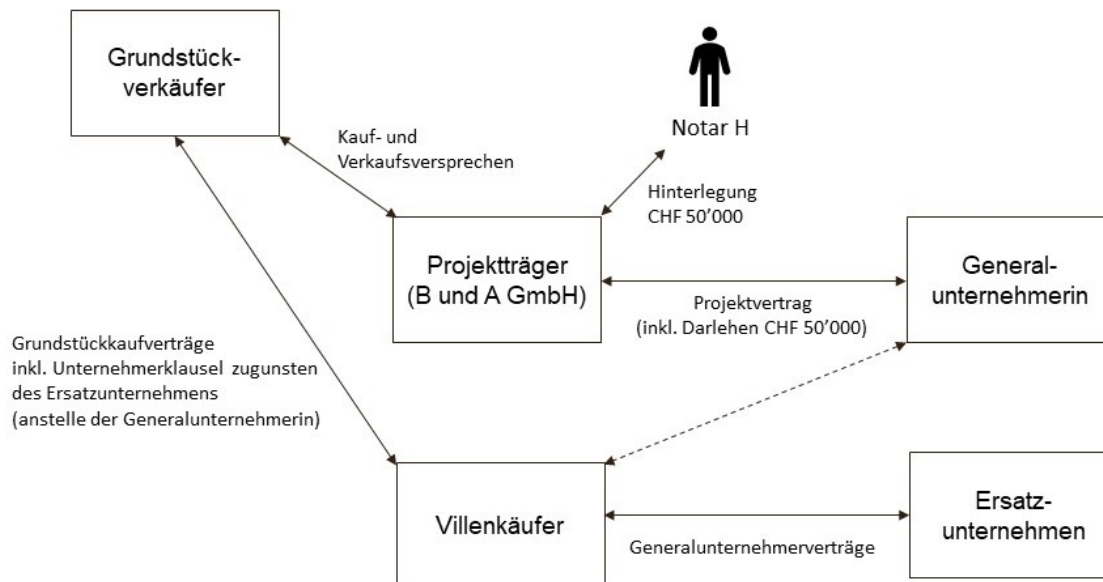 Grundstück-
verkäufer
Notar H
Kauf- und
Verkaufsversprechen
Hinterlegung
CHF 50’000
Projektträger
(B und A GmbH)
General-
unternehmerin
Projektvertrag
(inkl. Darlehen CHF 50’000)
Grundstückkaufverträge
inkl. Unternehmerklausel zugunsten
des Ersatzunternehmens
(anstelle der Generalunternehmerin)
Villenkäufer
Ersatz-
unternehmen
Generalunternehmerverträge